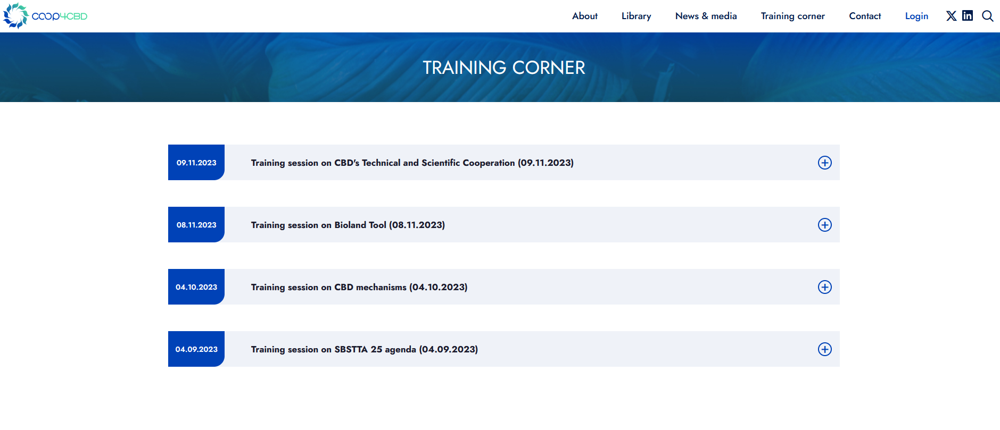 COOP4CBD
About
Library
News & media
Training corner
Contact
Login
TRAINING CORNER
09.11.2023
Training session on CBD's Technical and Scientific Cooperation (09.11.2023)
08.11.2023
Training session on Bioland Tool (08.11.2023)
04.10.2023
Training session on CBD mechanisms (04.10.2023)
04.09.2023
Training session on SBSTTA 25 agenda (04.09.2023)